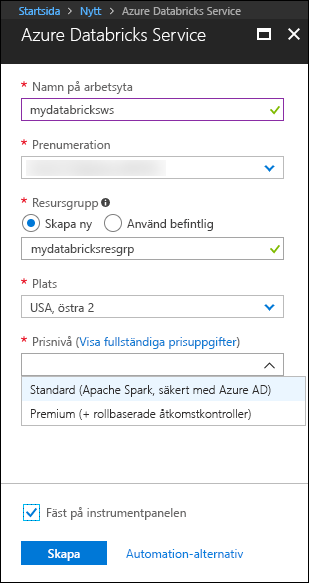 Startsida > Nytt > Azure Databricks Service
Azure Databricks Service
* Namn på arbetsyta
mydatabricksws
* Prenumeration
* Resursgrupp
Skapa ny Använd befintlig
mydatabricksresgrp
* Plats
USA, östra 2
* Prisnivå (Visa fullständiga prisuppgifter)
Standard (Apache Spark, säkert med Azure AD)
Premium (+ rollbaserade åtkomstkontroller)
Fäst på instrumentpanelen
Skapa Automation-alternativ